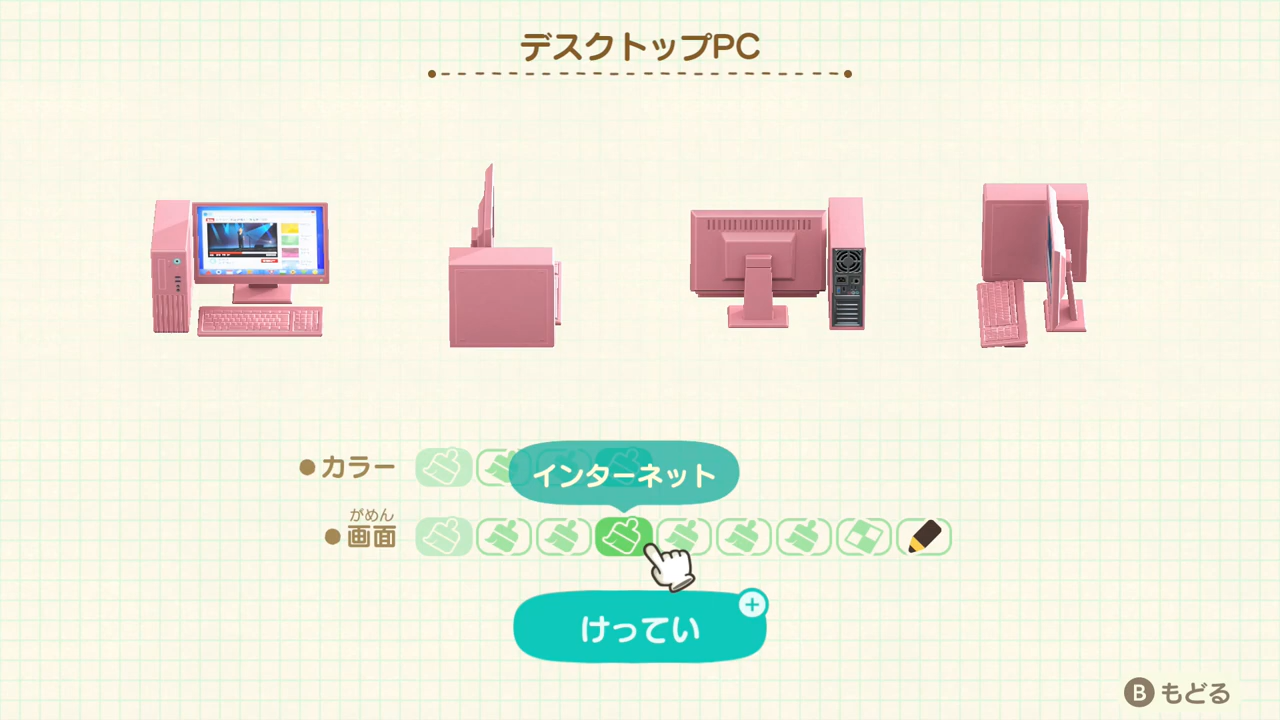 デスクトップPC
カラー
インターネット
がめん
画面
けってい
B もどる